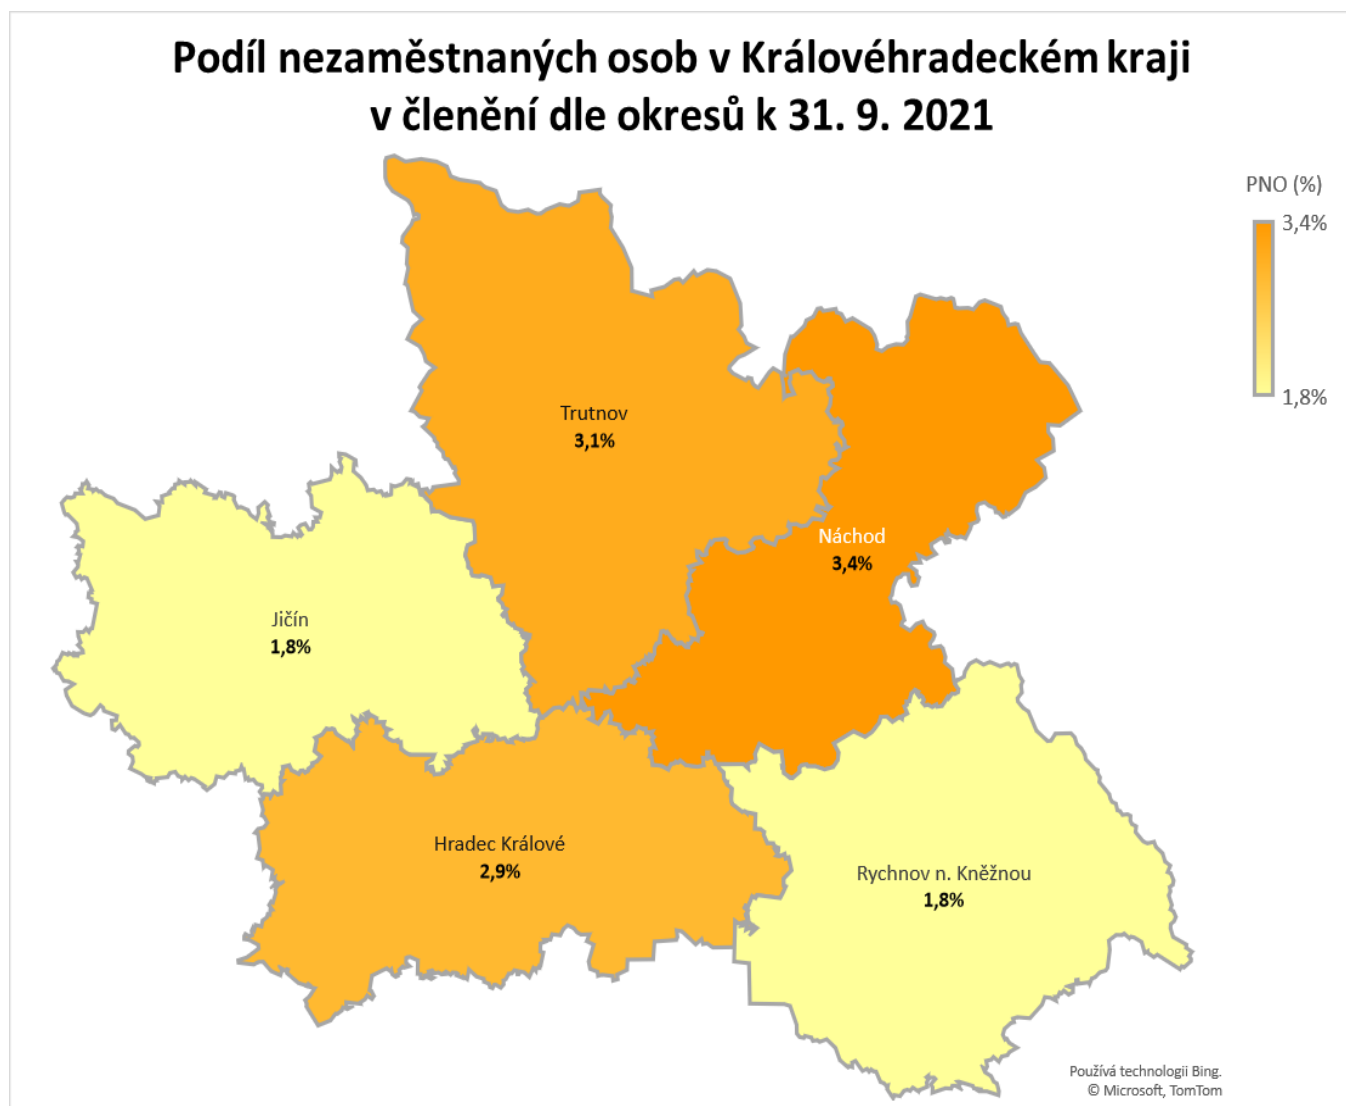 Podíl nezaměstnaných osob v Královéhradeckém kraji
v členění dle okresů k 31. 9. 2021
PNO (%)
3,4%
1,8%
Trutnov
3,1%
Náchod
3,4%
Jičín
1,8%
Hradec Králové
2,9%
Rychnov n. Kněžnou
1,8%
Používá technologii Bing.
© Microsoft, TomTom